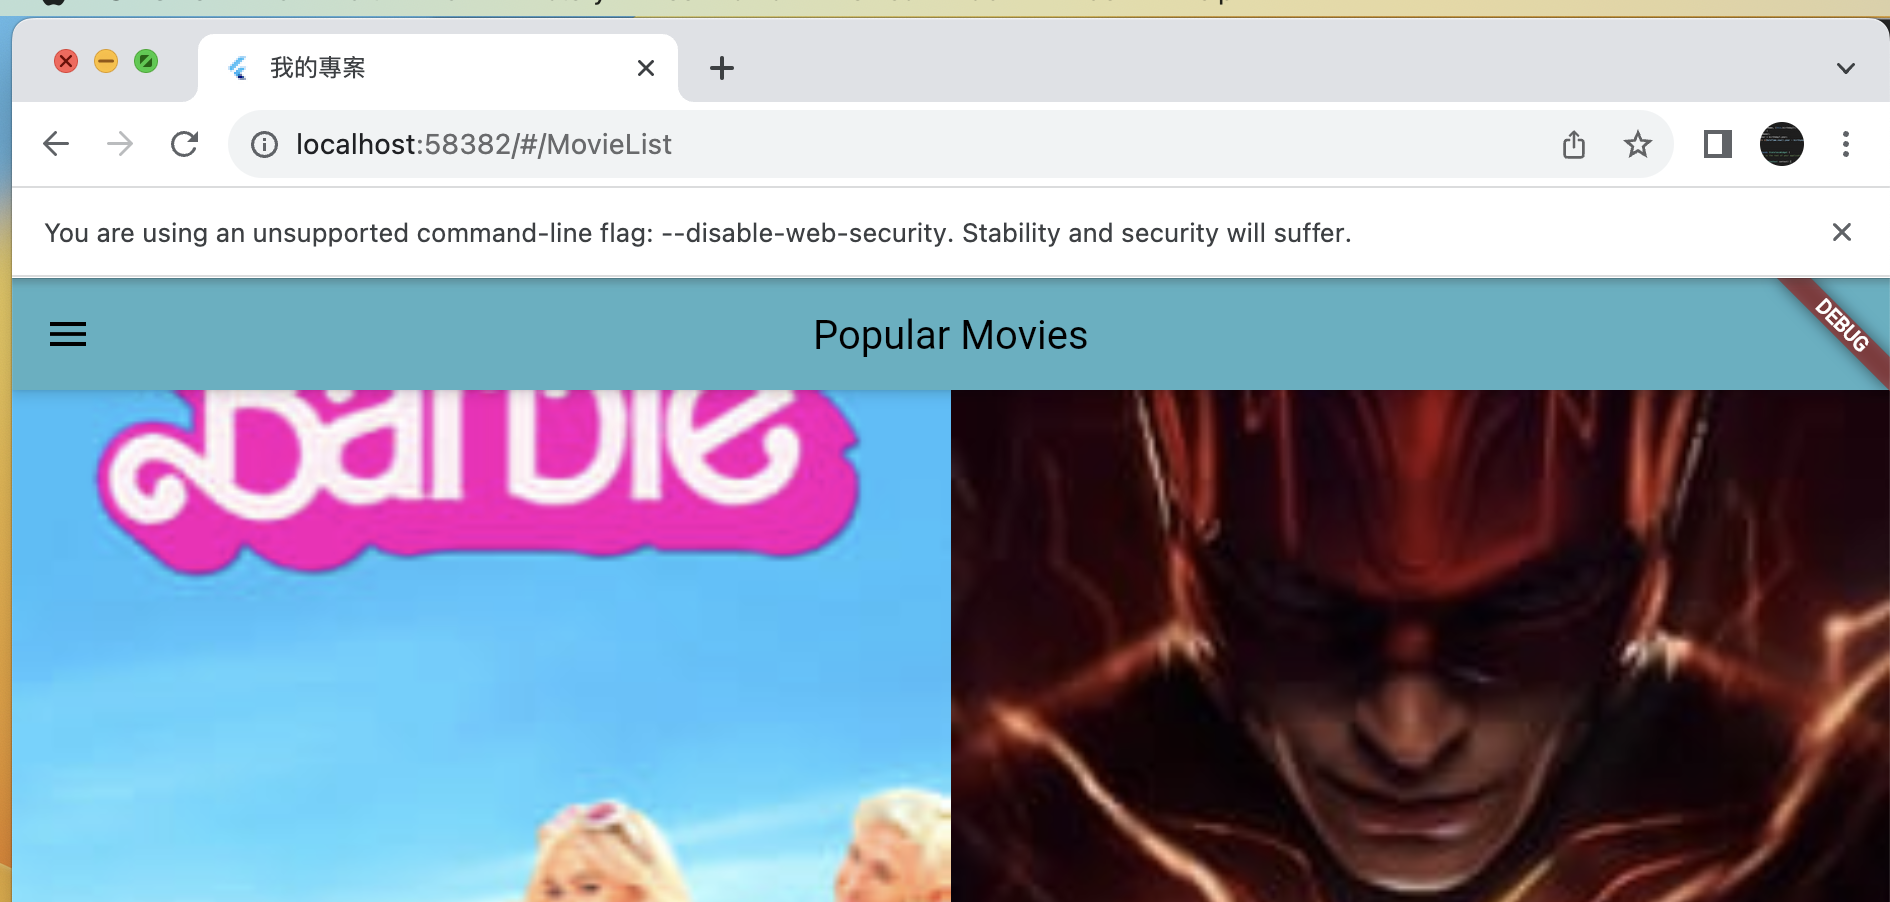 我的專案
localhost:58382/#/MovieList
You are using an unsupported command-line flag: --disable-web-security. Stability and security will suffer.
Popular Movies
DEBUG
Barbie